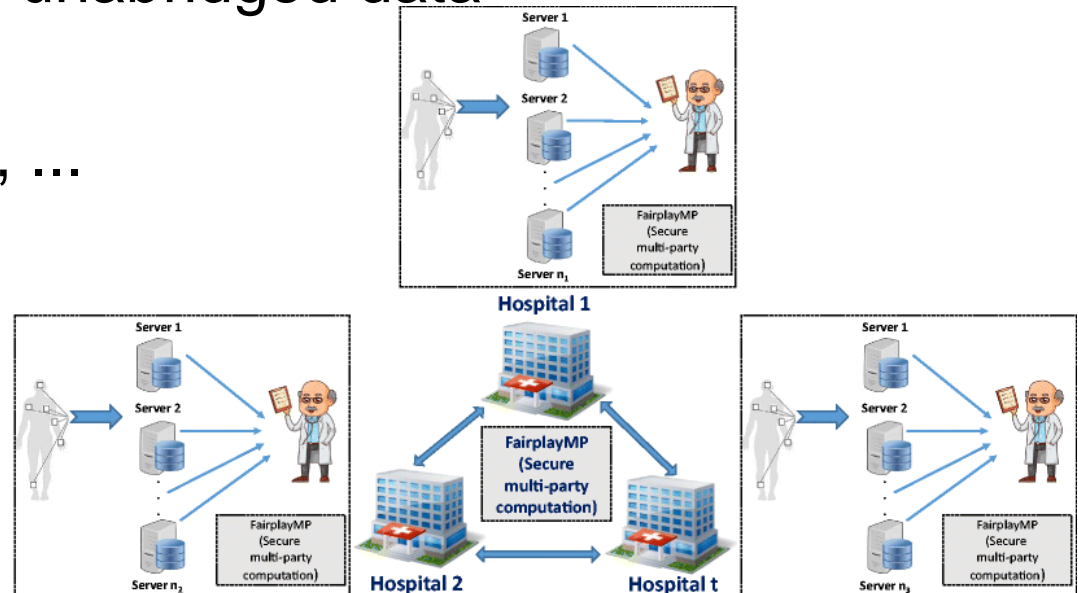 unabridged data
, ...
Server 1
Server 2
Server n₁
FairplayMP
(Secure
multi-party
computation)
Hospital 1
Server 1
Server 2
Server n₂
FairplayMP
(Secure
multi-party
computation)
FairplayMP
(Secure
multi-party
computation)
Hospital 2
Hospital t
Server 1
Server 2
Server n₃
FairplayMP
(Secure
multi-party
computation)